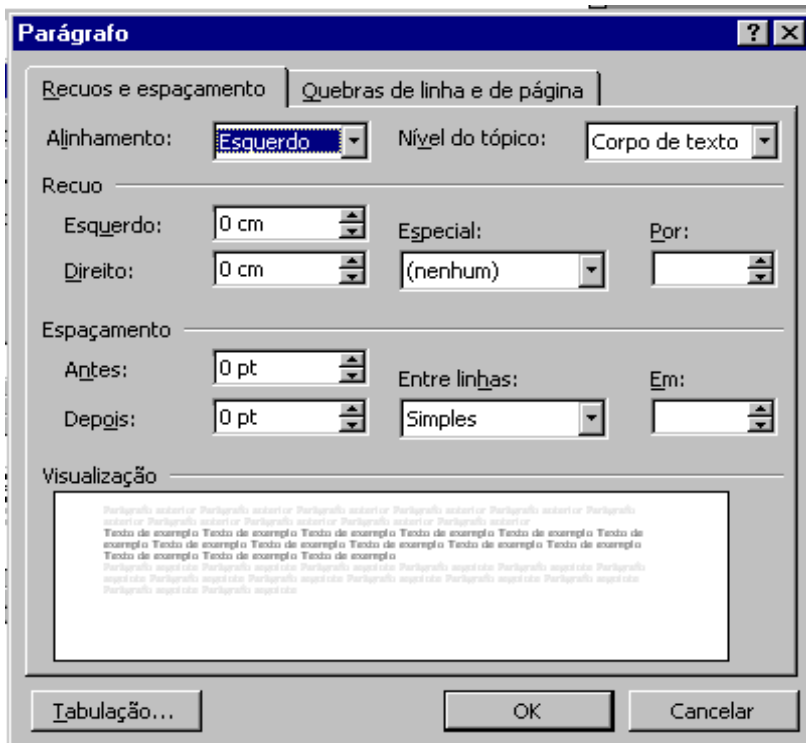 Parágrafo
Recuos e espaçamento Quebras de linha e de página
Alinhamento: Esquerdo Nível do tópico: Corpo de texto
Recuo
Esquerdo: 0 cm Especial: Por:
Direito: 0 cm (nenhum)
Espaçamento
Antes: 0 pt Entre linhas: Em:
Depois: 0 pt Simples
Visualização
Parágrafo anterior Parágrafo anterior Parágrafo anterior Parágrafo anterior Parágrafo anterior Parágrafo
anterior Parágrafo anterior Parágrafo anterior Parágrafo anterior Parágrafo anterior
Texto de exemplo Texto de exemplo Texto de exemplo Texto de exemplo Texto de exemplo Texto de
exemplo Texto de exemplo Texto de exemplo Texto de exemplo Texto de exemplo Texto de exemplo
Texto de exemplo Texto de exemplo Texto de exemplo
Parágrafo seguinte Parágrafo seguinte Parágrafo seguinte Parágrafo seguinte Parágrafo seguinte Parágrafo
seguinte Parágrafo seguinte Parágrafo seguinte Parágrafo seguinte Parágrafo seguinte Parágrafo seguinte
Parágrafo seguinte Parágrafo seguinte
Tabulação... OK Cancelar